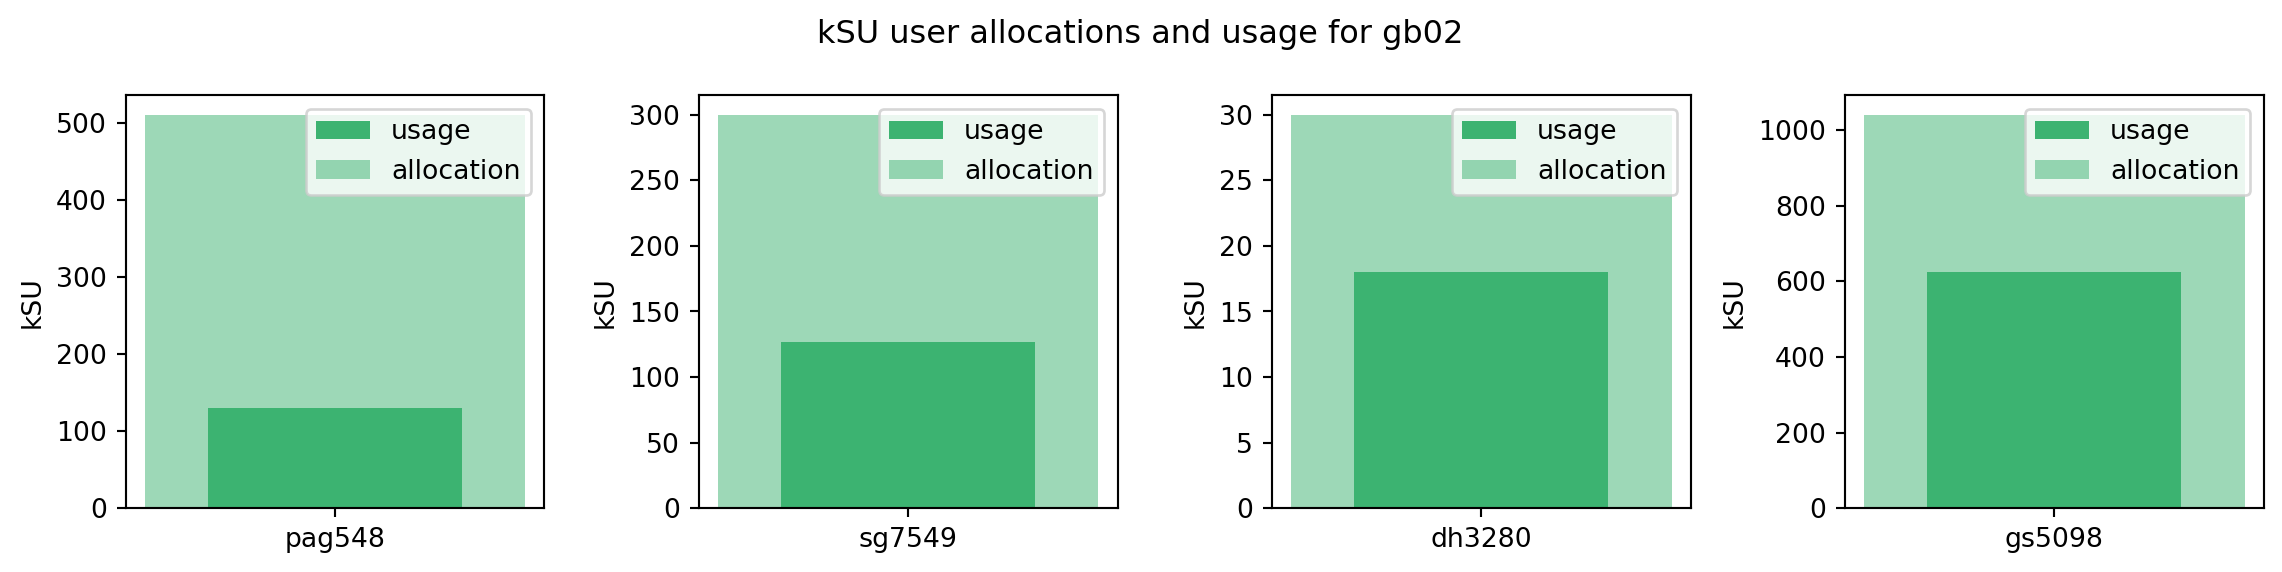 kSU user allocations and usage for gb02
kSU
500
400
300
200
100
0
usage
allocation
pag548
kSU
300
250
200
150
100
50
0
usage
allocation
sg7549
kSU
30
25
20
15
10
5
0
usage
allocation
dh3280
kSU
1000
800
600
400
200
0
usage
allocation
gs5098